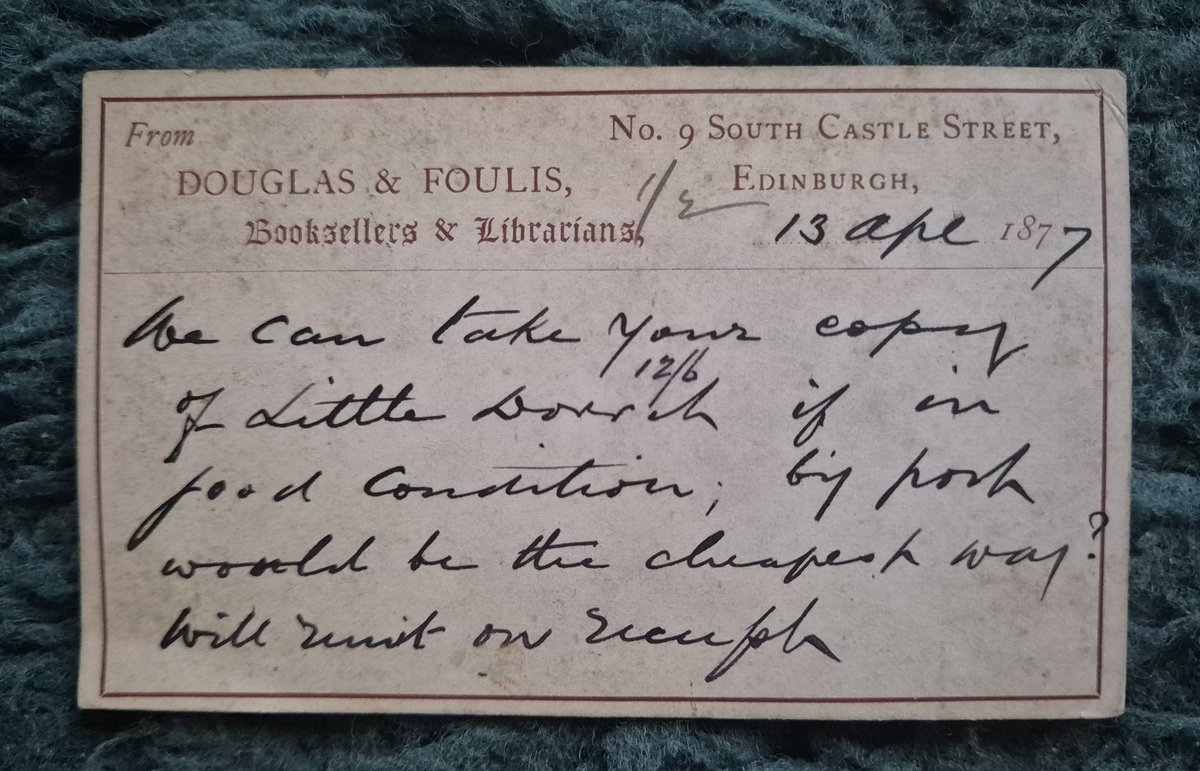 From
No. 9 South Castle Street,
DOUGLAS & FOULIS,
Edinburgh,
Booksellers & Librarians,
1/2
13 Apl 1877
We can take your copy
12/6
of Little Dorrit if in
good condition; by post
would be the cheapest way?
Will remit on receipt